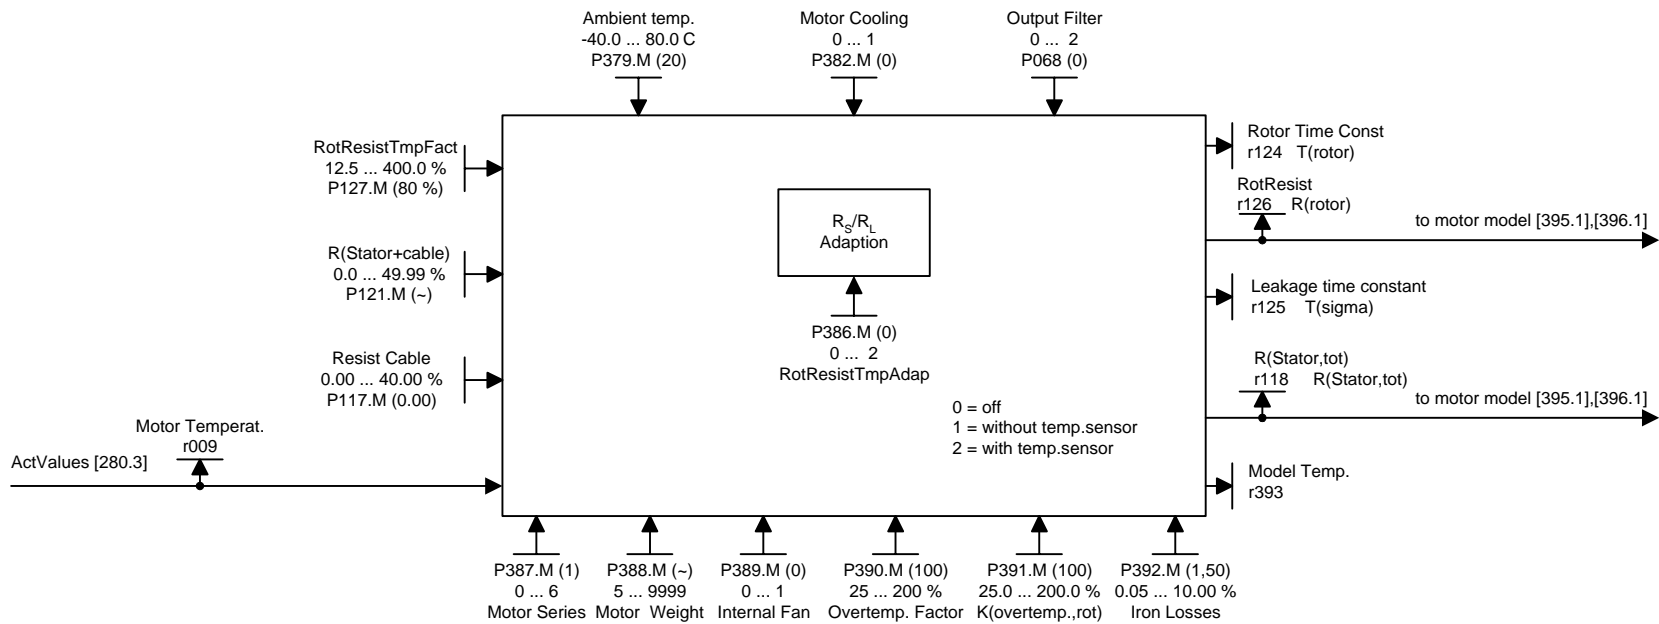 Ambient temp.
-40.0 ... 80.0 C
P379.M (20)
Motor Cooling
0 ... 1
P382.M (0)
Output Filter
0 ... 2
P068 (0)
RotResistTmpFact
12.5 ... 400.0 %
P127.M (80 %)
R(Stator+cable)
0.0 ... 49.99 %
P121.M (~)
Resist Cable
0.00 ... 40.00 %
P117.M (0.00)
Motor Temperat.
r009
ActValues [280.3]
RS/RL
Adaption
P386.M (0)
0 ... 2
RotResistTmpAdap
0 = off
1 = without temp.sensor
2 = with temp.sensor
Rotor Time Const
r124 T(rotor)
RotResist
r126 R(rotor)
to motor model [395.1],[396.1]
Leakage time constant
r125 T(sigma)
R(Stator,tot)
r118 R(Stator,tot)
to motor model [395.1],[396.1]
Model Temp.
r393
P387.M (1)
0 ... 6
Motor Series
P388.M (~)
5 ... 9999
Motor Weight
P389.M (0)
0 ... 1
Internal Fan
P390.M (100)
25 ... 200 %
Overtemp. Factor
P391.M (100)
25.0 ... 200.0 %
K(overtemp.,rot)
P392.M (1,50)
0.05 ... 10.00 %
Iron Losses